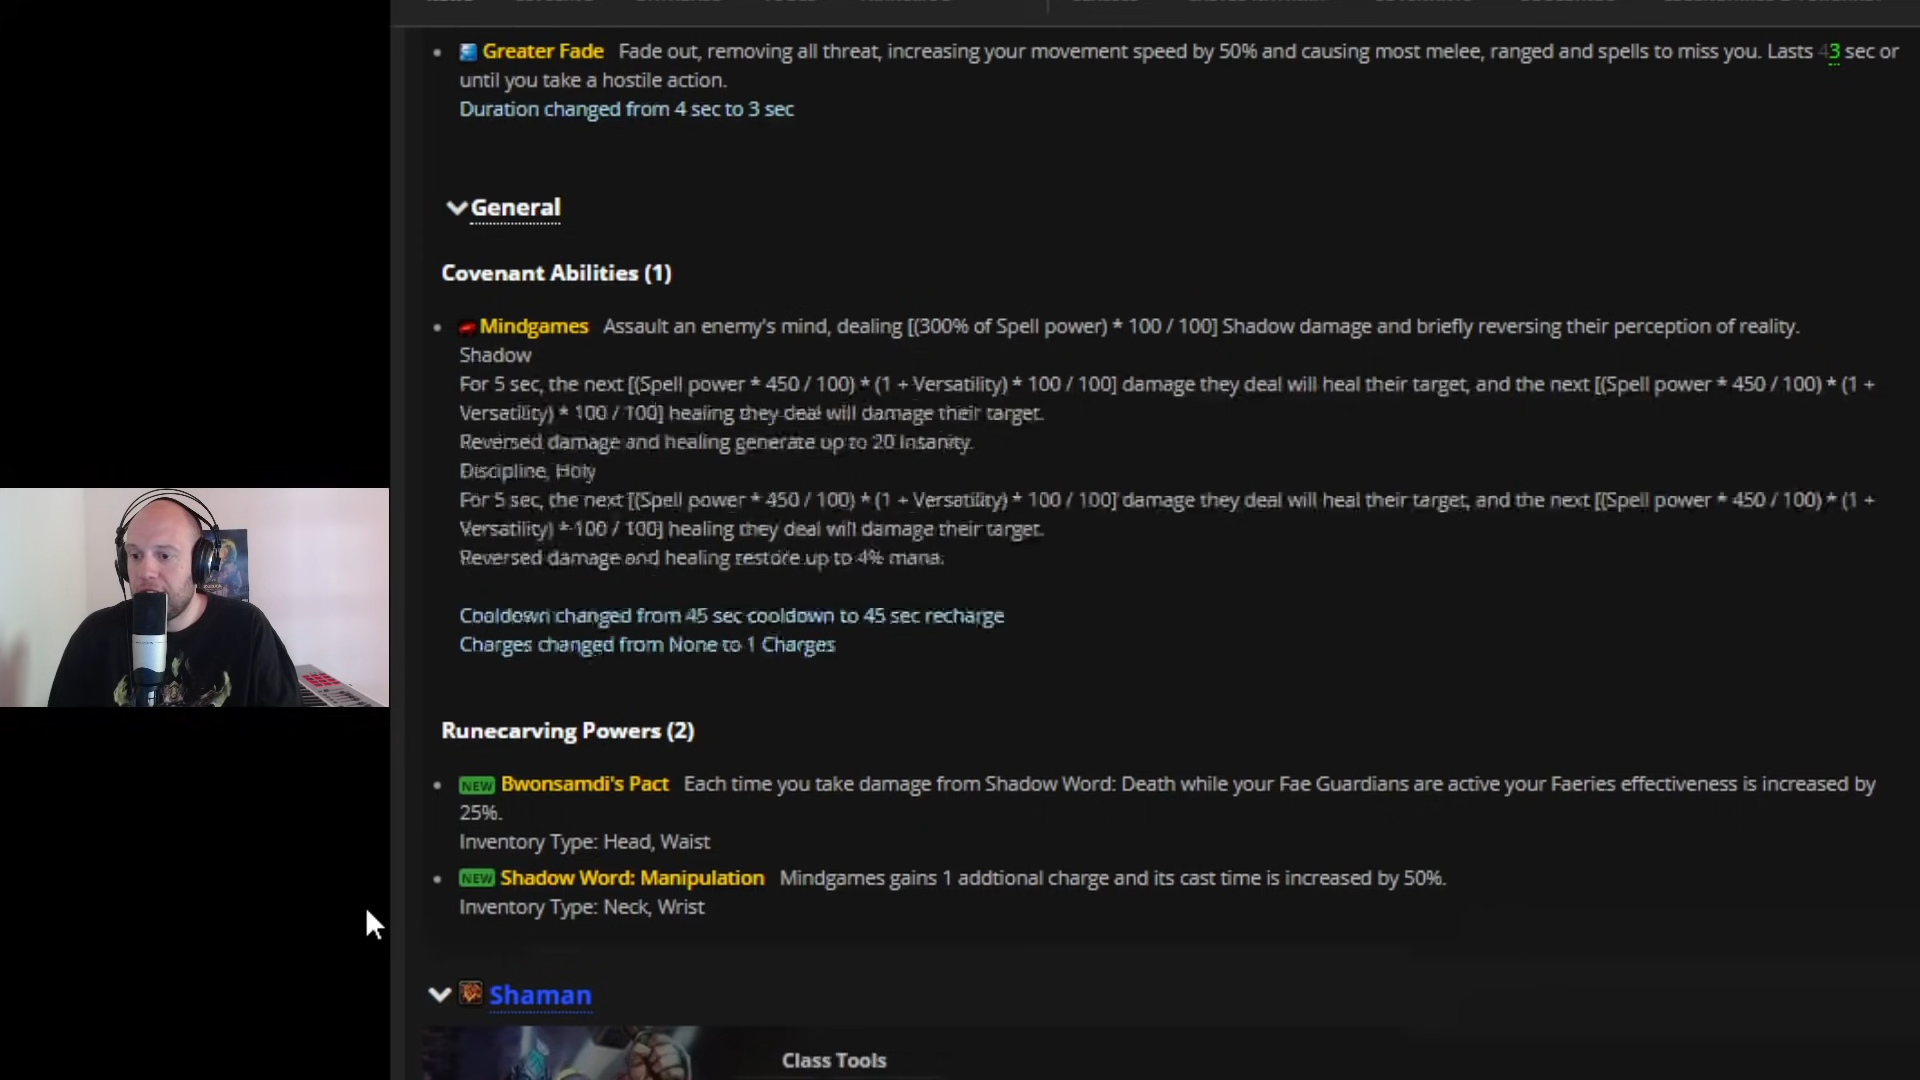 Greater Fade Fade out, removing all threat, increasing your movement speed by 50% and causing most melee, ranged and spells to miss you. Lasts 43 sec or
until you take a hostile action.
Duration changed from 4 sec to 3 sec
General
Covenant Abilities (1)
Mindgames Assault an enemy's mind, dealing [(300% of Spell power) * 100 / 100] Shadow damage and briefly reversing their perception of reality.
Shadow
For 5 sec, the next [(Spell power * 450 / 100) * (1 + Versatility) * 100 / 100] damage they deal will heal their target, and the next [(Spell power * 450 / 100) * (1 +
Versatility) * 100 / 100] healing they deal will damage their target.
Reversed damage and healing generate up to 20 Insanity.
Discipline, Holy
For 5 sec, the next [(Spell power * 450 / 100) * (1 + Versatility) * 100 / 100] damage they deal will heal their target, and the next [(Spell power * 450 / 100) * (1 +
Versatility) * 100 / 100] healing they deal will damage their target.
Reversed damage and healing restore up to 4% mana.
Cooldown changed from 45 sec cooldown to 45 sec recharge
Charges changed from None to 1 Charges
Runecarving Powers (2)
NEW Bwonsamdi's Pact Each time you take damage from Shadow Word: Death while your Fae Guardians are active your Faeries effectiveness is increased by
25%.
Inventory Type: Head, Waist
NEW Shadow Word: Manipulation Mindgames gains 1 addtional charge and its cast time is increased by 50%.
Inventory Type: Neck, Wrist
Shaman
Class Tools